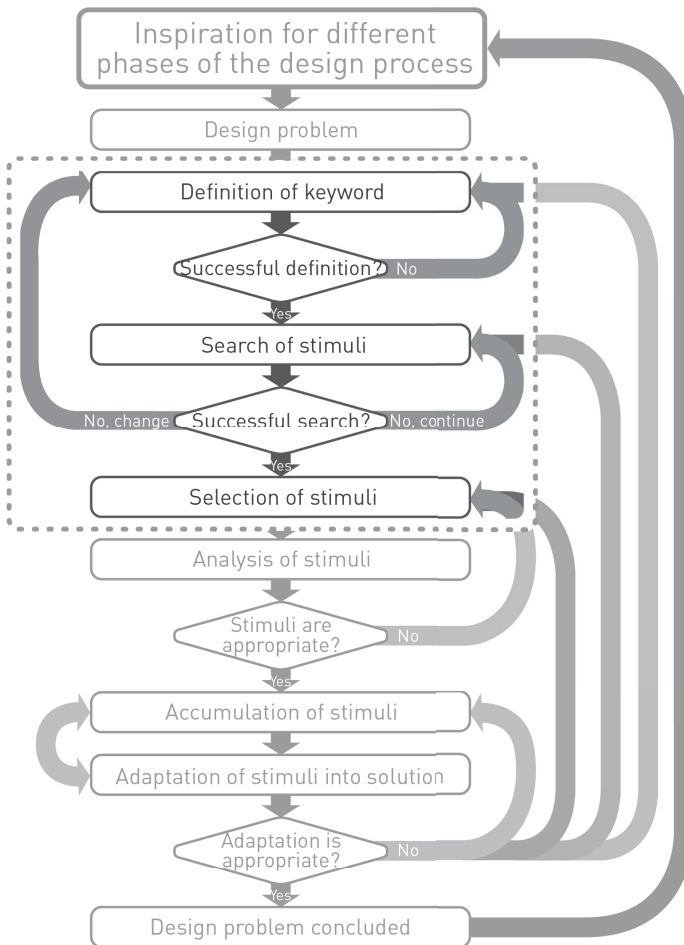 Inspiration for different
phases of the design process
Design problem
Definition of keyword
Successful definition?
No
Yes
Search of stimuli
No, change
Successful search?
No, continue
Yes
Selection of stimuli
Analysis of stimuli
Stimuli are
appropriate?
No
Yes
Accumulation of stimuli
Adaptation of stimuli into solution
Adaptation is
appropriate?
No
Yes
Design problem concluded